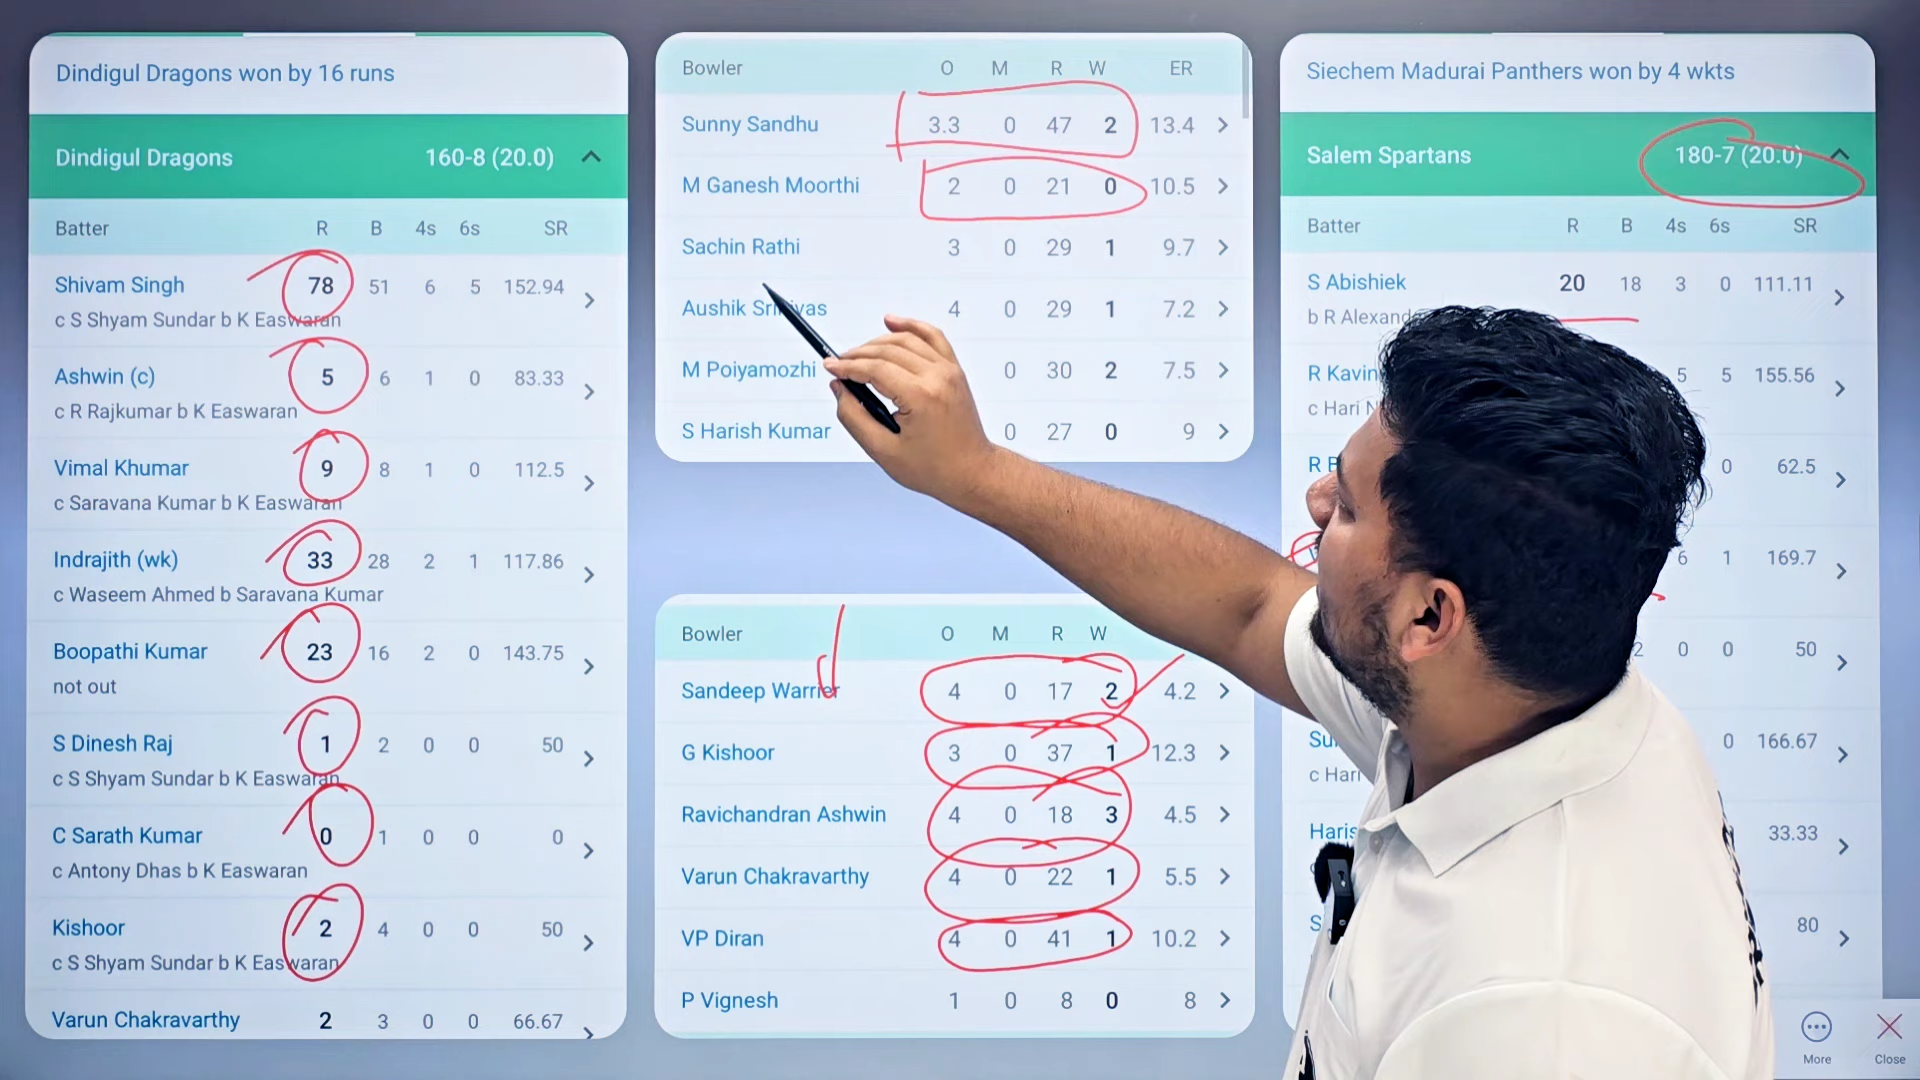 Dindigul Dragons won by 16 runs
Dindigul Dragons 160-8 (20.0)
Batter R B 4s 6s SR
Shivam Singh 78 51 6 5 152.94
c S Shyam Sundar b K Easwaran
Ashwin (c) 5 6 1 0 83.33
c R Rajkumar b K Easwaran
Vimal Khumar 9 8 1 0 112.5
c Saravana Kumar b K Easwaran
Indrajith (wk) 33 28 2 1 117.86
c Waseem Ahmed b Saravana Kumar
Boopathi Kumar 23 16 2 0 143.75
not out
S Dinesh Raj 1 2 0 0 50
c S Shyam Sundar b K Easwaran
C Sarath Kumar 0 1 0 0 0
c Antony Dhas b K Easwaran
Kishoor 2 4 0 0 50
c S Shyam Sundar b K Easwaran
Varun Chakravarthy 2 3 0 0 66.67
Bowler O M R W ER
Sunny Sandhu 3.3 0 47 2 13.4
M Ganesh Moorthi 2 0 21 0 10.5
Sachin Rathi 3 0 29 1 9.7
Aushik Srinivas 4 0 29 1 7.2
M Poiyamozhi 0 30 2 7.5
S Harish Kumar 0 27 0 9
Bowler O M R W
Sandeep Warrier 4 0 17 2 4.2
G Kishoor 3 0 37 1 12.3
Ravichandran Ashwin 4 0 18 3 4.5
Varun Chakravarthy 4 0 22 1 5.5
VP Diran 4 0 41 1 10.2
P Vignesh 1 0 8 0 8
Siechem Madurai Panthers won by 4 wkts
Salem Spartans 180-7 (20.0)
Batter R B 4s 6s SR
S Abishiek 20 18 3 0 111.11
b R
R 5 5 155.56
c Hari
R 0 62.5
6 1 169.7
2 0 0 50
0 166.67
c Hari
33.33
S 80
More
Close